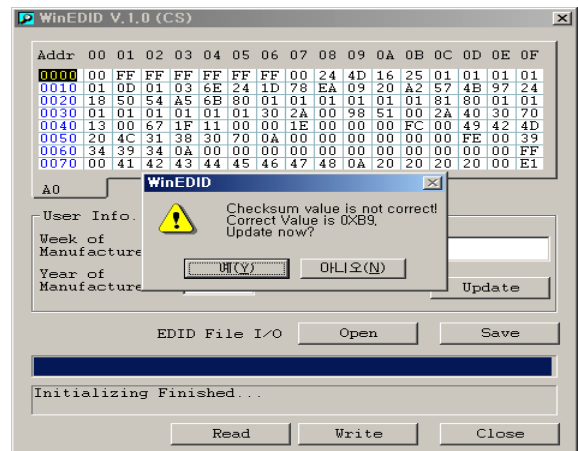 WinEDID V.1.0 (CS)
Addr 00 01 02 03 04 05 06 07 08 09 0A 0B 0C 0D 0E 0F
0000 00 FF FF FF FF FF FF 00 24 4D 16 25 01 01 01 01
0010 01 0D 01 03 6E 24 1D 78 EA 09 20 A2 57 4B 97 24
0020 18 50 54 A5 6B 80 01 01 01 01 01 01 81 80 01 01
0030 01 01 01 01 01 01 30 2A 00 98 51 00 2A 40 30 70
0040 13 00 67 1F 11 00 00 1E 00 00 00 FC 00 49 42 4D
0050 20 4C 31 38 30 70 0A 00 00 00 00 00 00 FE 00 39
0060 34 39 34 0A 00 00 00 00 00 00 00 00 00 00 00 FF
0070 00 41 42 43 44 45 46 47 48 0A 20 20 20 20 00 E1
A0
WinEDID
Checksum value is not correct!
Correct Value is 0XB9,
Update now?
예(Y) 아니오(N)
User Info.
Week of
Manufacture
Year of
Manufacture
Update
EDID File I/O Open Save
Initializing Finished...
Read Write Close